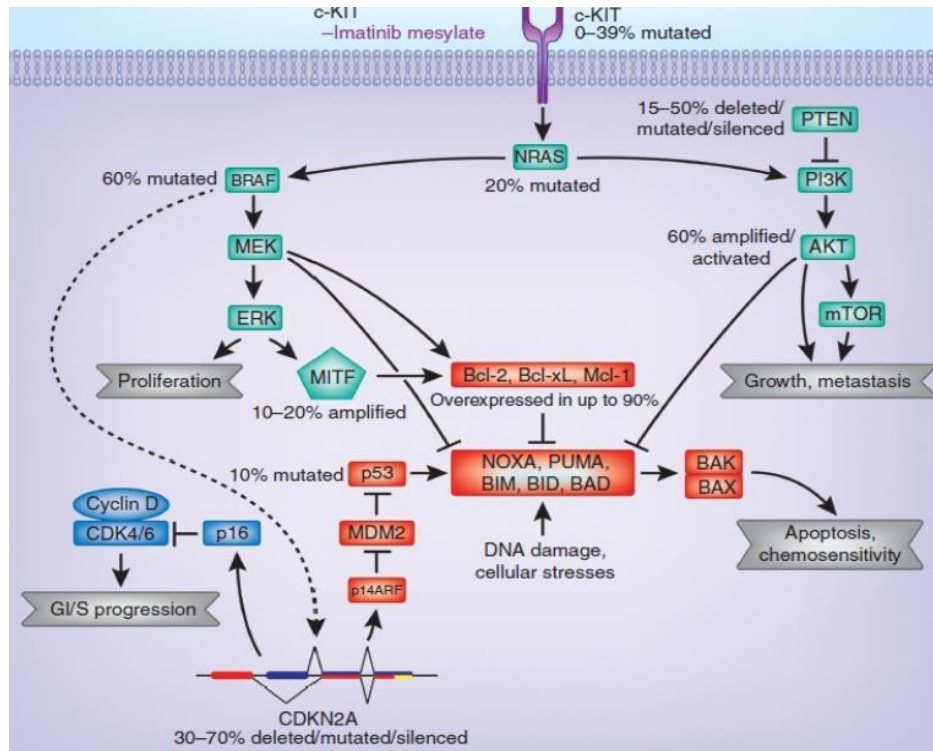 c-KIT
–Imatinib mesylate
c-KIT
0–39% mutated
15–50% deleted/
mutated/silenced
PTEN
NRAS
20% mutated
60% mutated
BRAF
PI3K
MEK
60% amplified/
activated
AKT
ERK
mTOR
Proliferation
MITF
10–20% amplified
Bcl-2, Bcl-xL, Mcl-1
Overexpressed in up to 90%
Growth, metastasis
10% mutated
p53
NOXA, PUMA,
BIM, BID, BAD
BAK
BAX
Cyclin D
CDK4/6
p16
MDM2
DNA damage,
cellular stresses
Apoptosis,
chemosensitivity
p14ARF
GI/S progression
CDKN2A
30–70% deleted/mutated/silenced